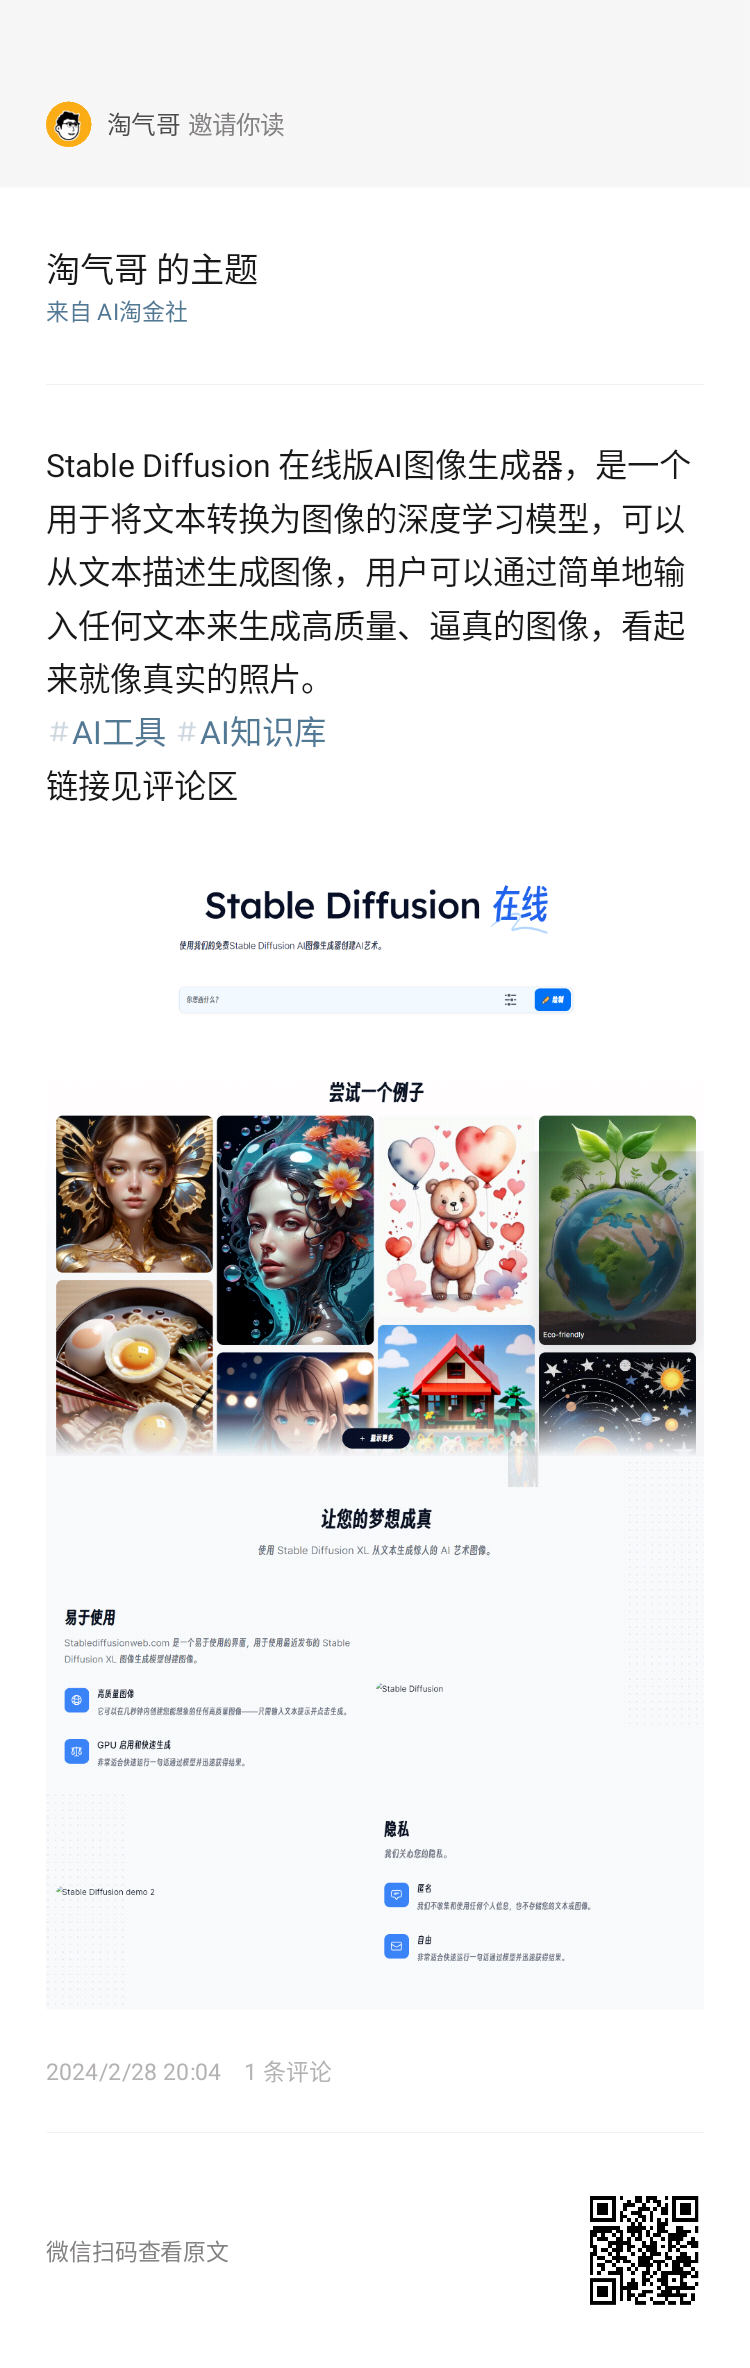 淘气哥 邀请你读
淘气哥 的主题
来自 AI淘金社
Stable Diffusion 在线版AI图像生成器，是一个
用于将文本转换为图像的深度学习模型，可以
从文本描述生成图像，用户可以通过简单地输
入任何文本来生成高质量、逼真的图像，看起
来就像真实的照片。
#AI工具 #AI知识库
链接见评论区
Stable Diffusion 在线
使用我们的免费Stable Diffusion AI图像生成器创建AI艺术。
你想画什么？
绘制
尝试一个例子
Eco-friendly
+ 显示更多
让您的梦想成真
使用 Stable Diffusion XL 从文本生成惊人的 AI 艺术图像。
易于使用
Stablediffusionweb.com 是一个易于使用的界面，用于使用最近发布的 Stable
Diffusion XL 图像生成模型创建图像。
高质量图像
它可以在几秒钟内创建您能想象的任何高质量图像——只需输入文本提示并点击生成。
Stable Diffusion
GPU 启用和快速生成
非常适合快速运行一句话通过模型并迅速获得结果。
隐私
我们关心您的隐私。
匿名
Stable Diffusion demo 2
我们不收集和使用任何个人信息，也不存储您的文本或图像。
自由
非常适合快速运行一句话通过模型并迅速获得结果。
2024/2/28 20:04 1 条评论
微信扫码查看原文